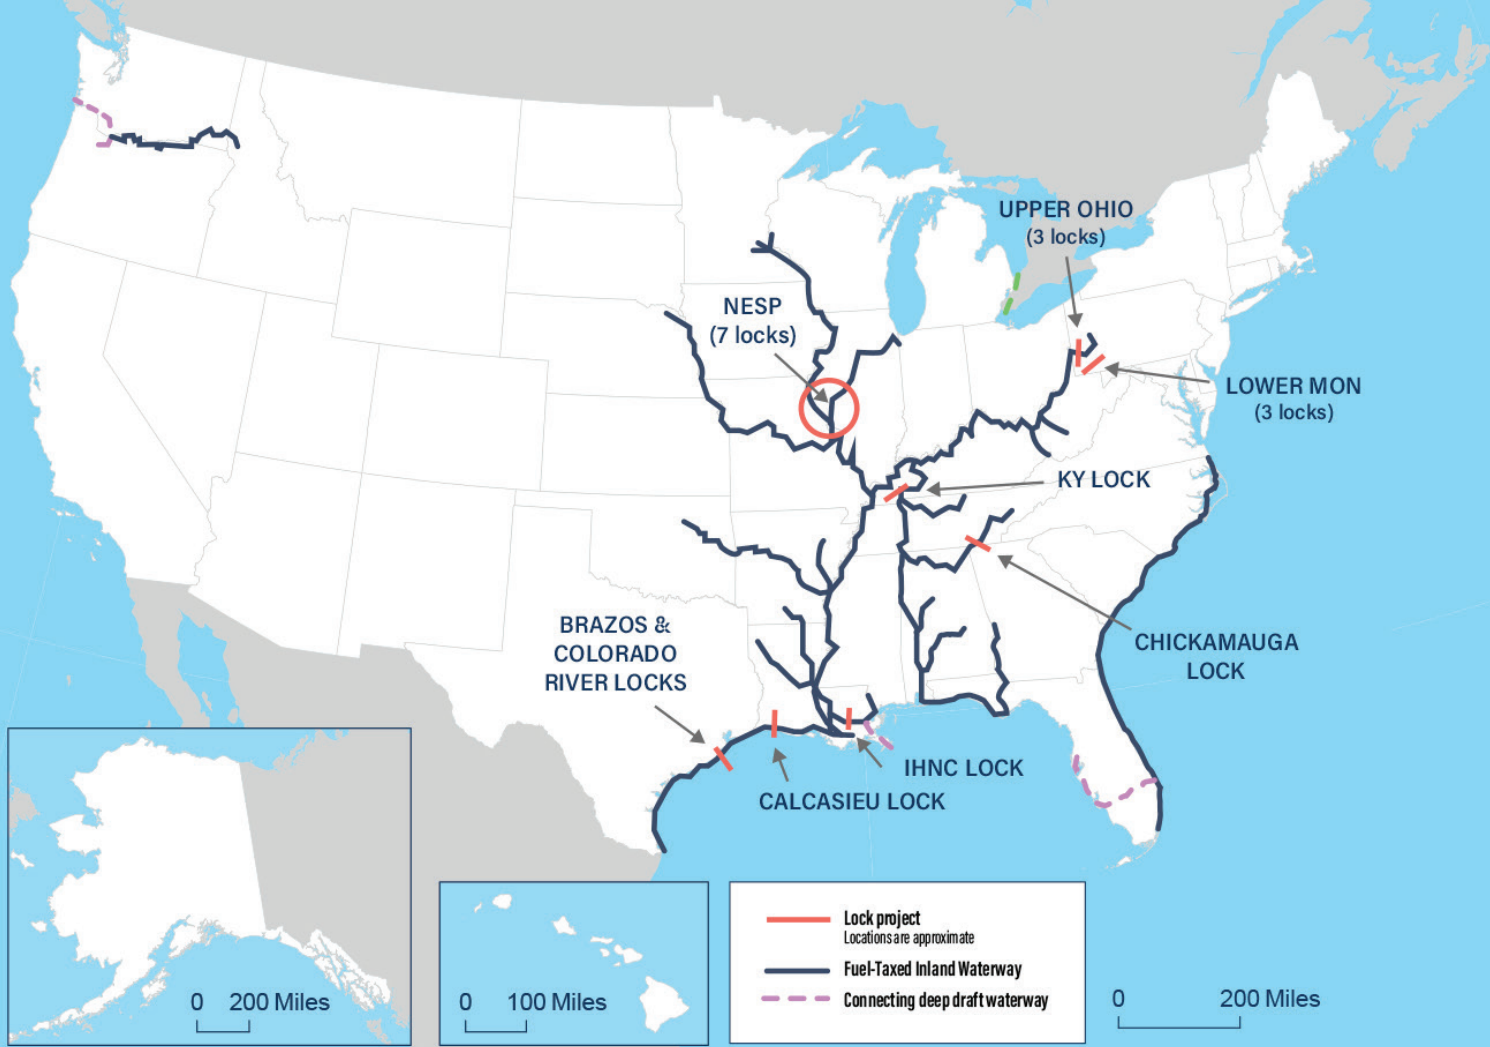 UPPER OHIO
(3 locks)
NESP
(7 locks)
LOWER MON
(3 locks)
KY LOCK
BRAZOS &
COLORADO
RIVER LOCKS
CHICKAMAUGA
LOCK
IHNC LOCK
CALCASIEU LOCK
Lock project
Locations are approximate
Fuel-Taxed Inland Waterway
Connecting deep draft waterway
0 200 Miles
0 100 Miles
0 200 Miles